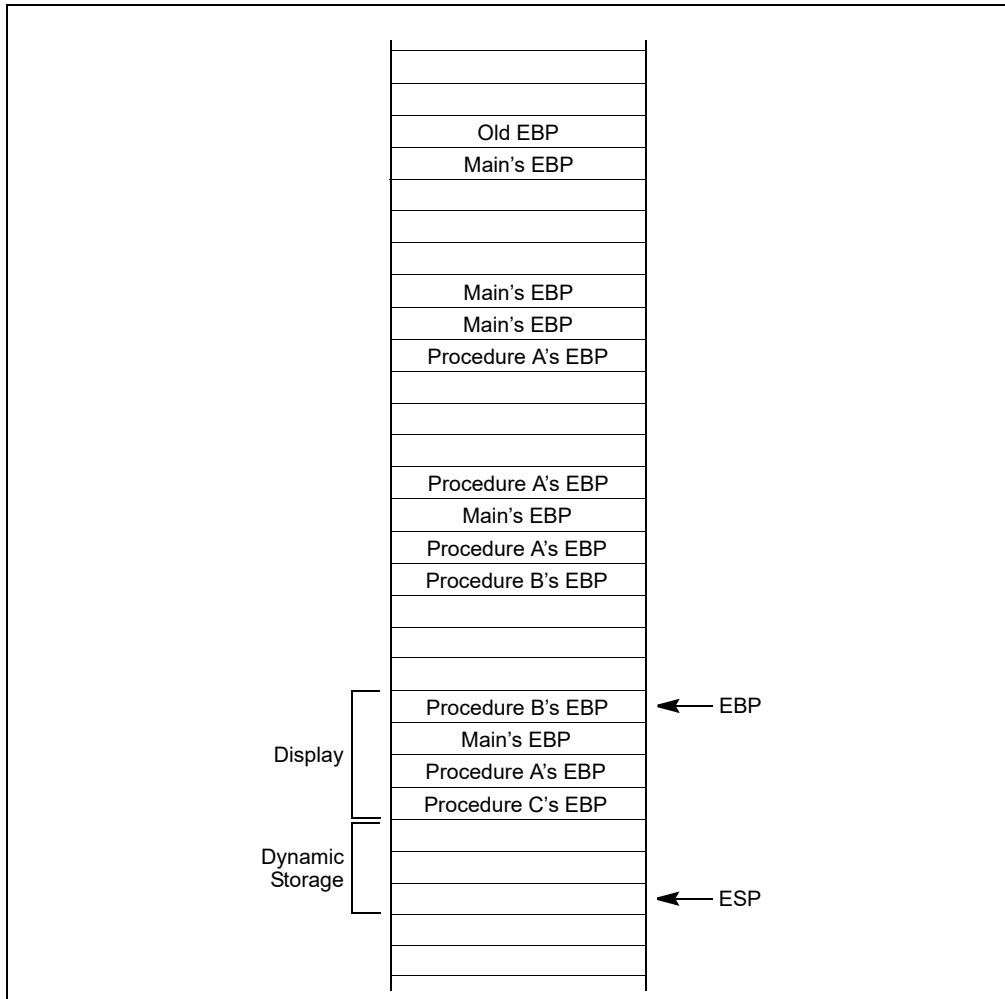 Old EBP
Main’s EBP
Main’s EBP
Main’s EBP
Procedure A’s EBP
Procedure A’s EBP
Main’s EBP
Procedure A’s EBP
Procedure B’s EBP
Procedure B’s EBP
EBP
Main’s EBP
Display
Procedure A’s EBP
Procedure C’s EBP
Dynamic
Storage
ESP